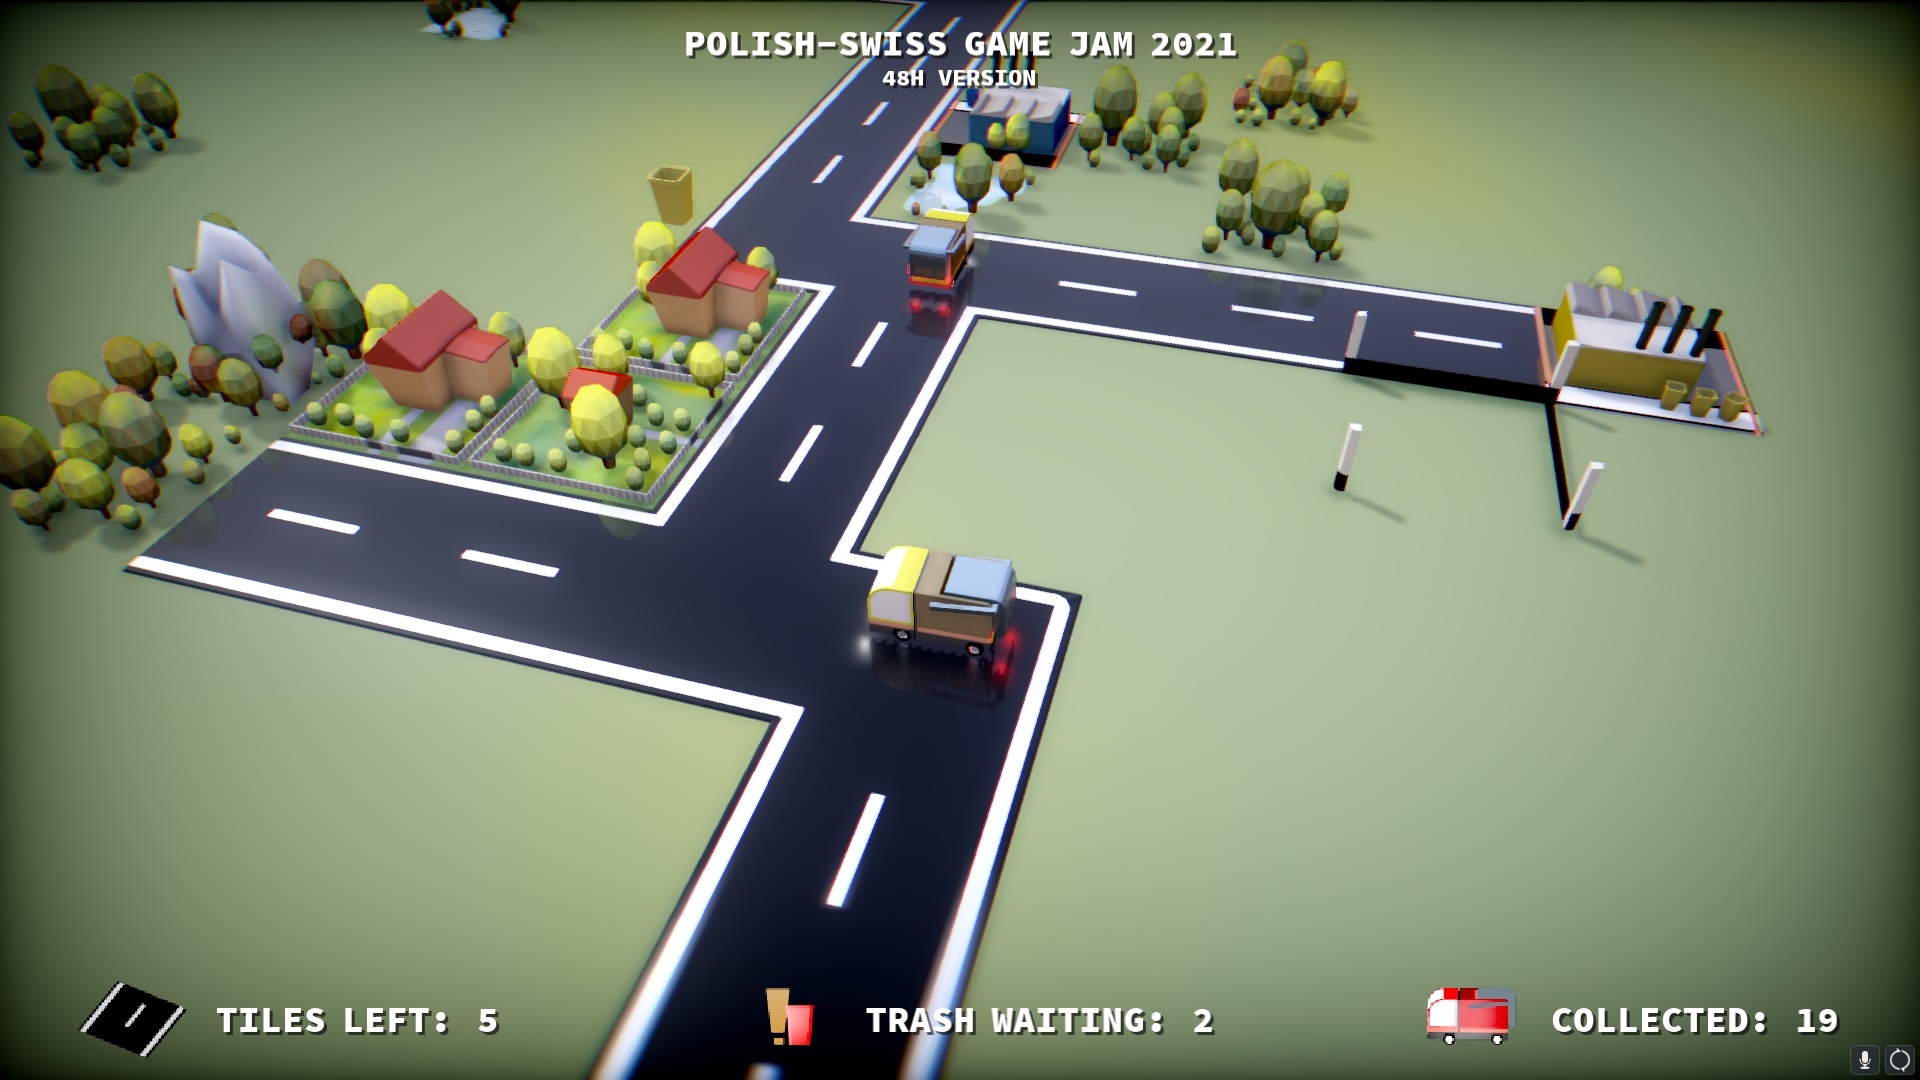 POLISH-SWISS GAME JAM 2021
48H VERSION
TILES LEFT: 5
TRASH WAITING: 2
COLLECTED: 19